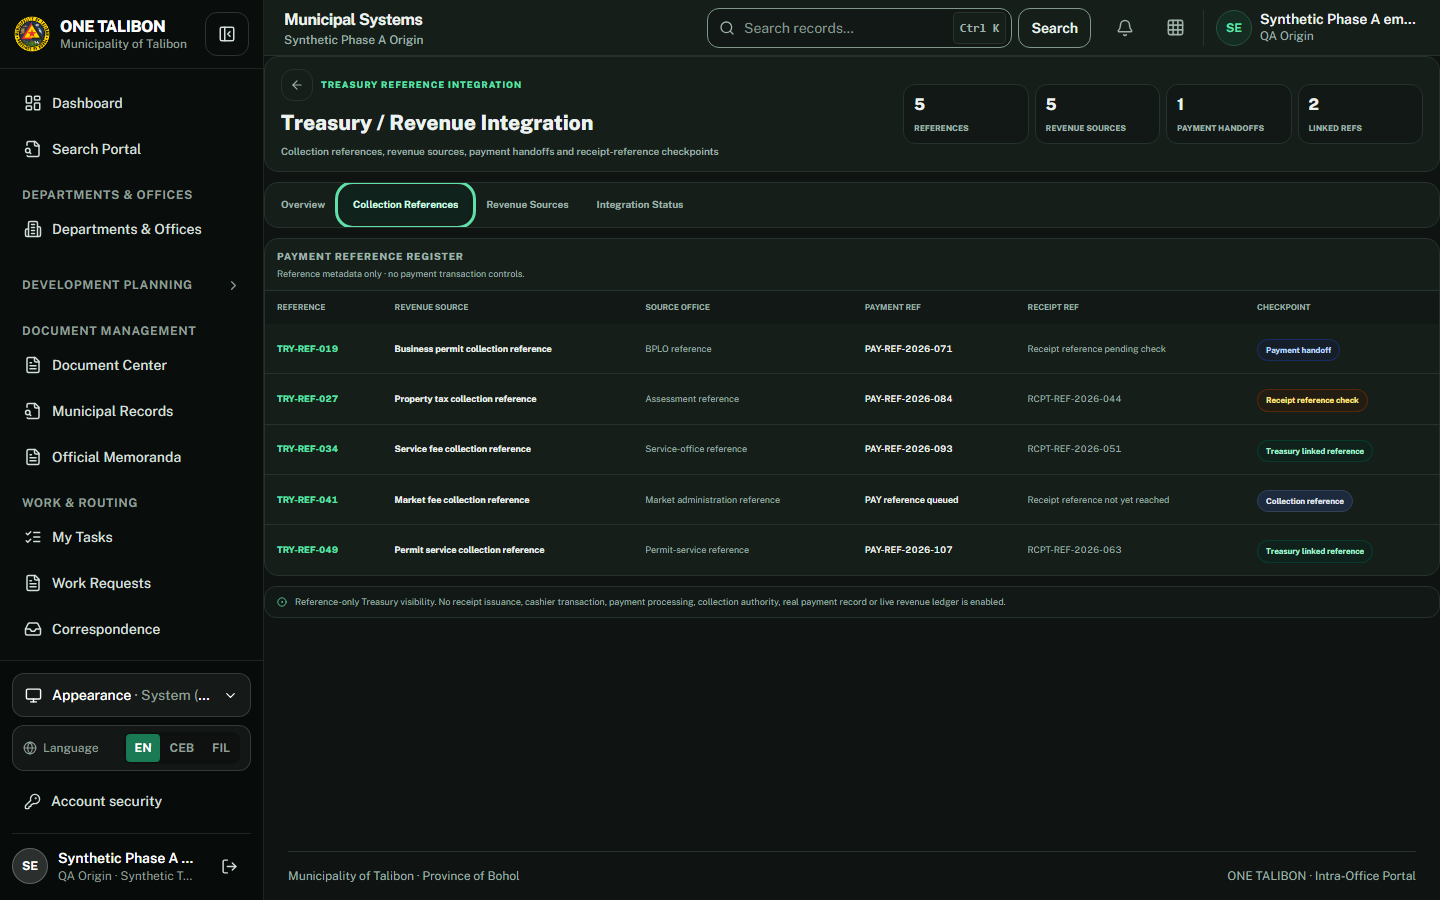 ONE TALIBON
Municipality of Talibon
Dashboard
Search Portal
DEPARTMENTS & OFFICES
Departments & Offices
DEVELOPMENT PLANNING
DOCUMENT MANAGEMENT
Document Center
Municipal Records
Official Memoranda
WORK & ROUTING
My Tasks
Work Requests
Correspondence
Appearance · System (...
Language EN CEB FIL
Account security
SE Synthetic Phase A ...
QA Origin · Synthetic T...
Municipal Systems
Synthetic Phase A Origin
Search records... Ctrl K Search
SE Synthetic Phase A em...
QA Origin
TREASURY REFERENCE INTEGRATION
Treasury / Revenue Integration
Collection references, revenue sources, payment handoffs and receipt-reference checkpoints
5 REFERENCES
5 REVENUE SOURCES
1 PAYMENT HANDOFFS
2 LINKED REFS
Overview Collection References Revenue Sources Integration Status
PAYMENT REFERENCE REGISTER
Reference metadata only · no payment transaction controls.
REFERENCE REVENUE SOURCE SOURCE OFFICE PAYMENT REF RECEIPT REF CHECKPOINT
TRY-REF-019 Business permit collection reference BPLO reference PAY-REF-2026-071 Receipt reference pending check Payment handoff
TRY-REF-027 Property tax collection reference Assessment reference PAY-REF-2026-084 RCPT-REF-2026-044 Receipt reference check
TRY-REF-034 Service fee collection reference Service-office reference PAY-REF-2026-093 RCPT-REF-2026-051 Treasury linked reference
TRY-REF-041 Market fee collection reference Market administration reference PAY reference queued Receipt reference not yet reached Collection reference
TRY-REF-049 Permit service collection reference Permit-service reference PAY-REF-2026-107 RCPT-REF-2026-063 Treasury linked reference
Reference-only Treasury visibility. No receipt issuance, cashier transaction, payment processing, collection authority, real payment record or live revenue ledger is enabled.
Municipality of Talibon · Province of Bohol
ONE TALIBON · Intra-Office Portal